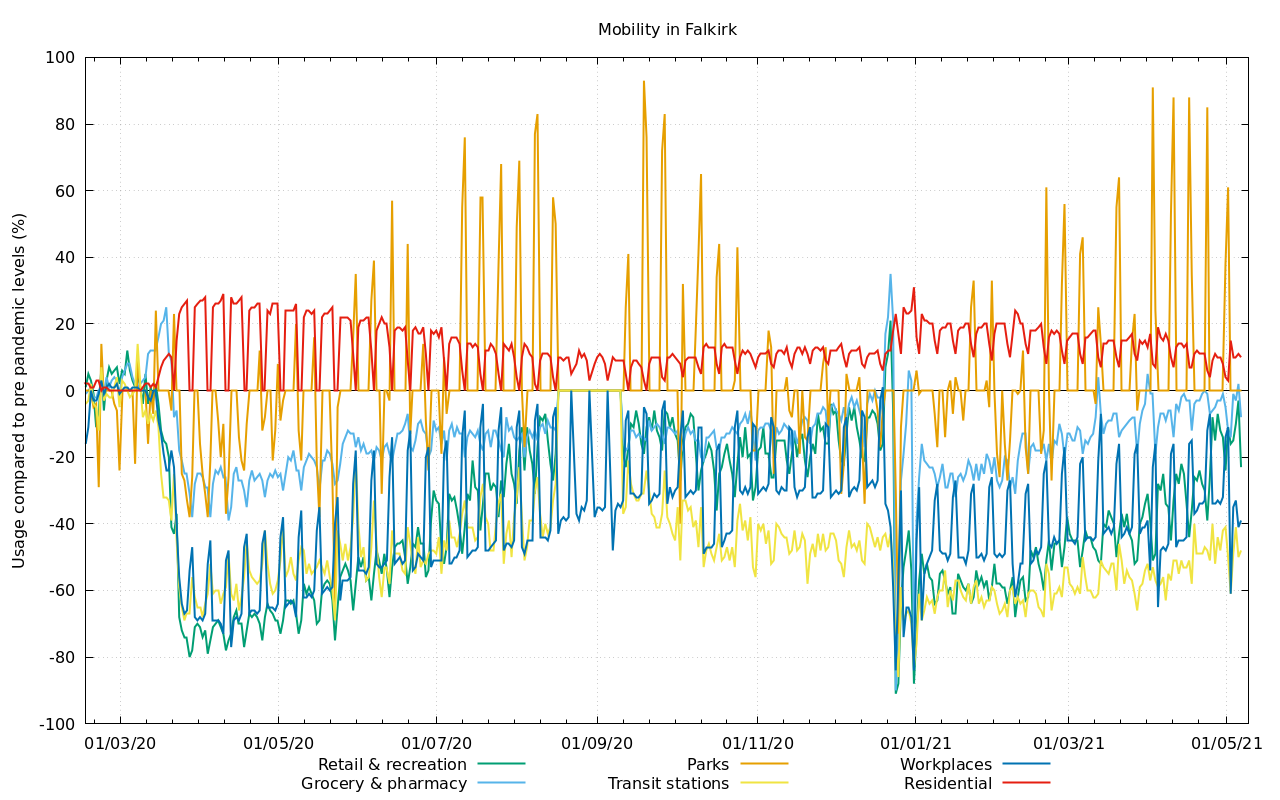 Mobility in Falkirk
Usage compared to pre pandemic levels (%)
100
80
60
40
20
0
-20
-40
-60
-80
-100
01/03/20 01/05/20 01/07/20 01/09/20 01/11/20 01/01/21 01/03/21 01/05/21
Retail & recreation Parks Workplaces
Grocery & pharmacy Transit stations Residential